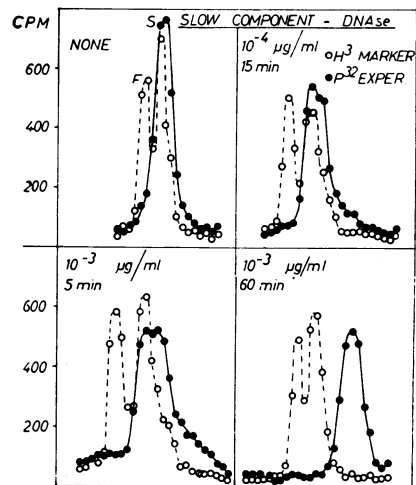 CPM
SLOW COMPONENT - DNAse
NONE
F
S
10-4 µg/ml
15 min
H3 MARKER
P32 EXPER
600
400
200
10-3
µg/ml
5 min
10-3 µg/ml
60 min
600
400
200